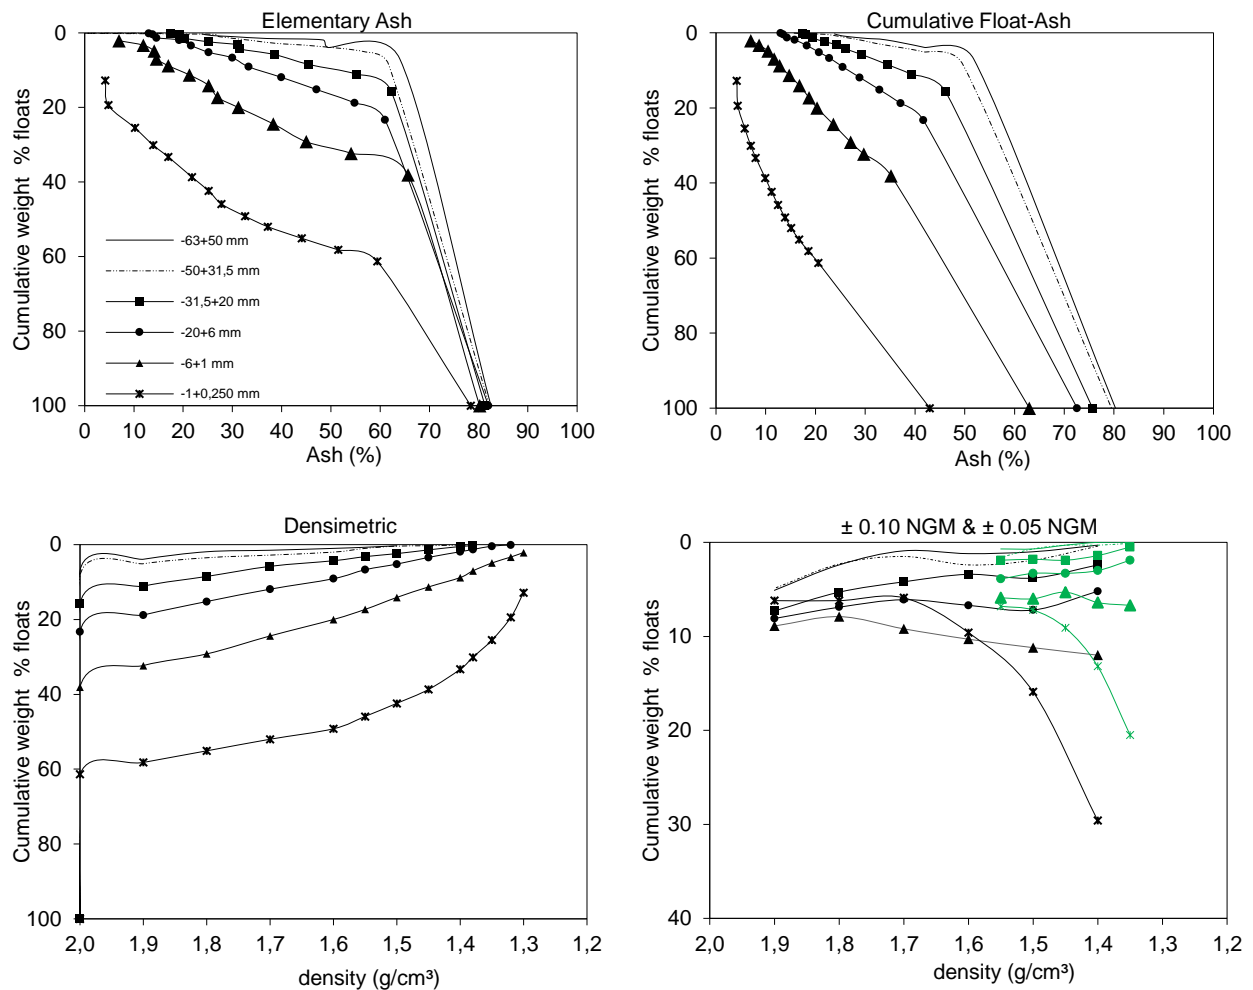 Elementary Ash
Cumulative weight % floats
0
20
40
60
80
100
-63+50 mm
-50+31,5 mm
-31,5+20 mm
-20+6 mm
-6+1 mm
-1+0,250 mm
0 10 20 30 40 50 60 70 80 90 100
Ash (%)
Cumulative Float-Ash
Cumulative weight % floats
0
20
40
60
80
100
0 10 20 30 40 50 60 70 80 90 100
Ash (%)
Densimetric
Cumulative weight % floats
0
20
40
60
80
100
2,0 1,9 1,8 1,7 1,6 1,5 1,4 1,3 1,2
density (g/cm³)
± 0.10 NGM & ± 0.05 NGM
Cumulative weight % floats
0
10
20
30
40
2,0 1,9 1,8 1,7 1,6 1,5 1,4 1,3 1,2
density (g/cm³)